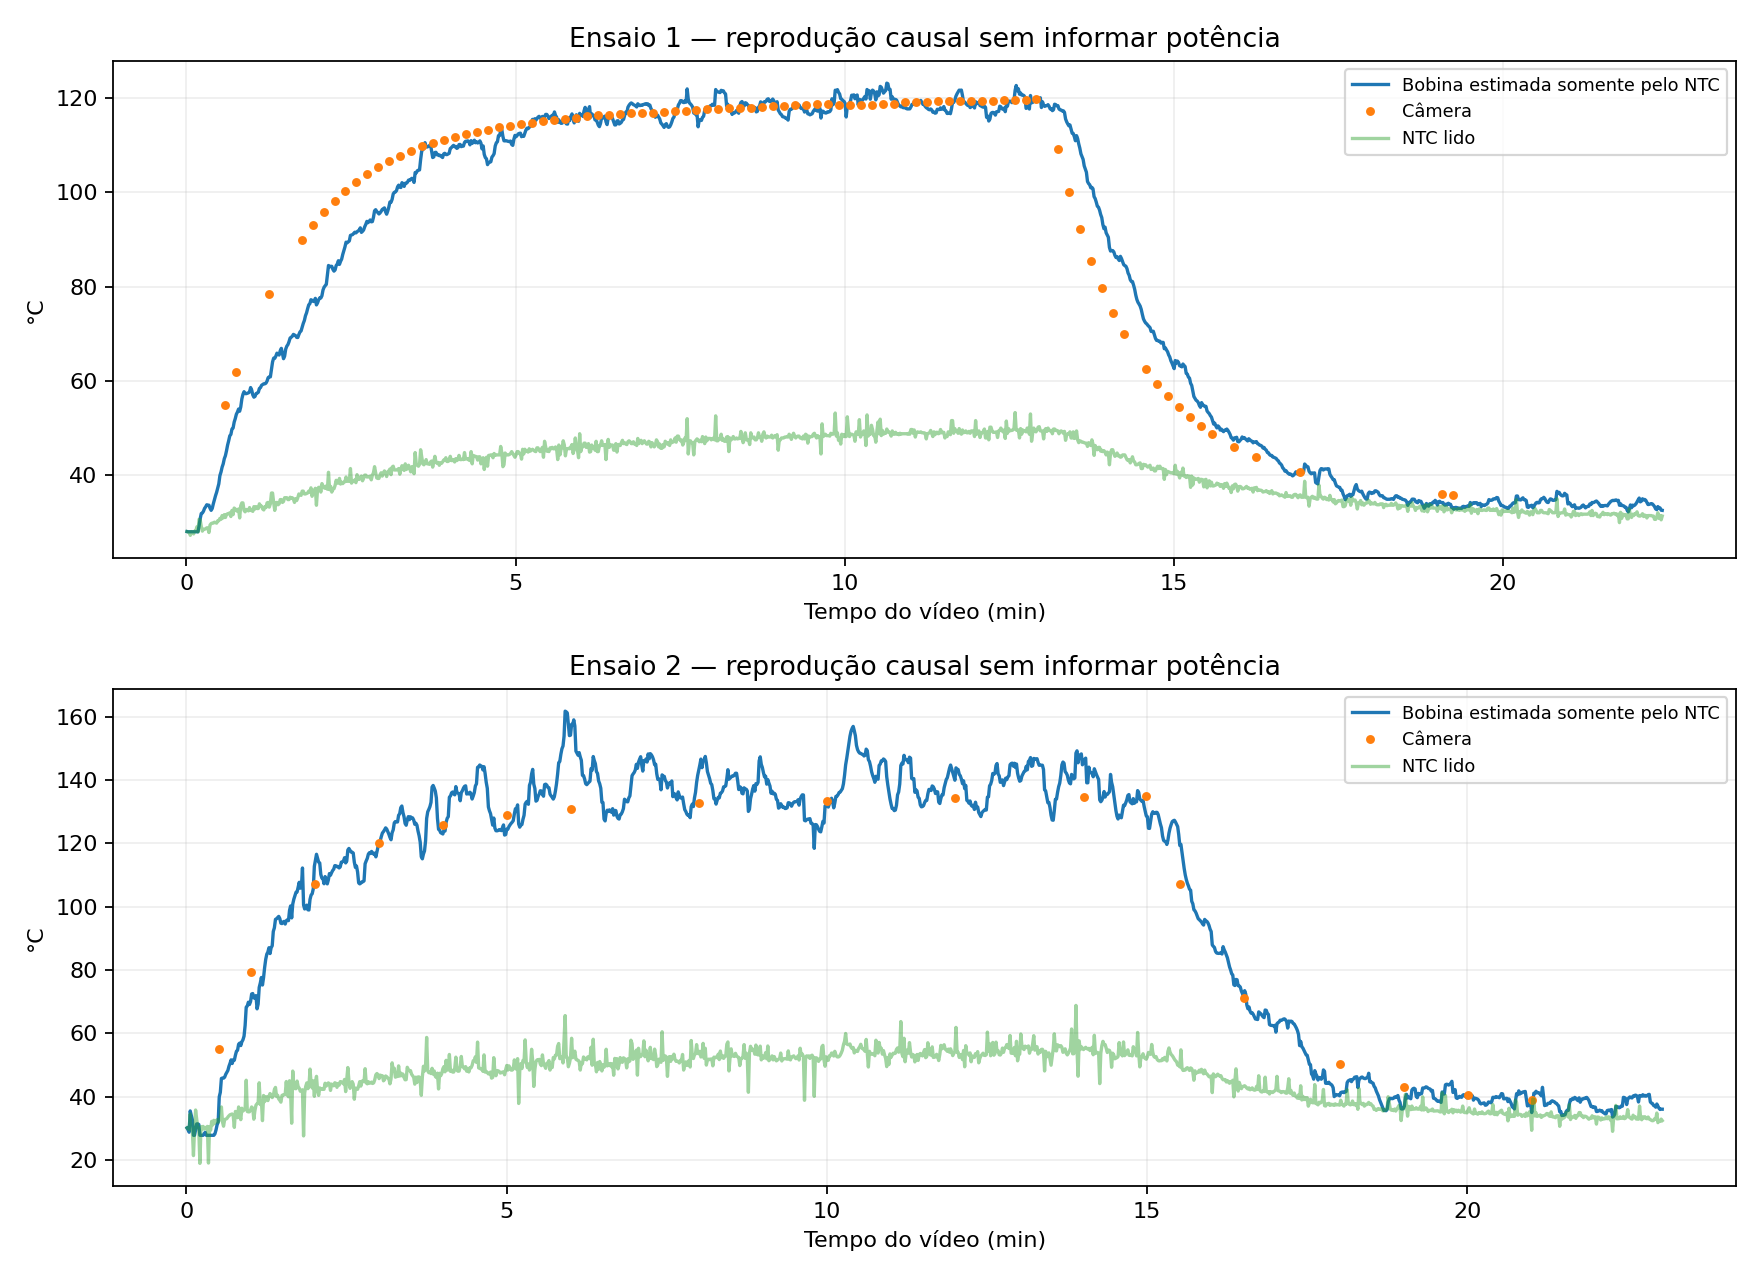 Ensaio 1 — reprodução causal sem informar potência
Bobina estimada somente pelo NTC
Câmera
NTC lido
120
100
80
60
40
°C
0 5 10 15 20
Tempo do vídeo (min)
Ensaio 2 — reprodução causal sem informar potência
Bobina estimada somente pelo NTC
Câmera
NTC lido
160
140
120
100
80
60
40
20
°C
0 5 10 15 20
Tempo do vídeo (min)